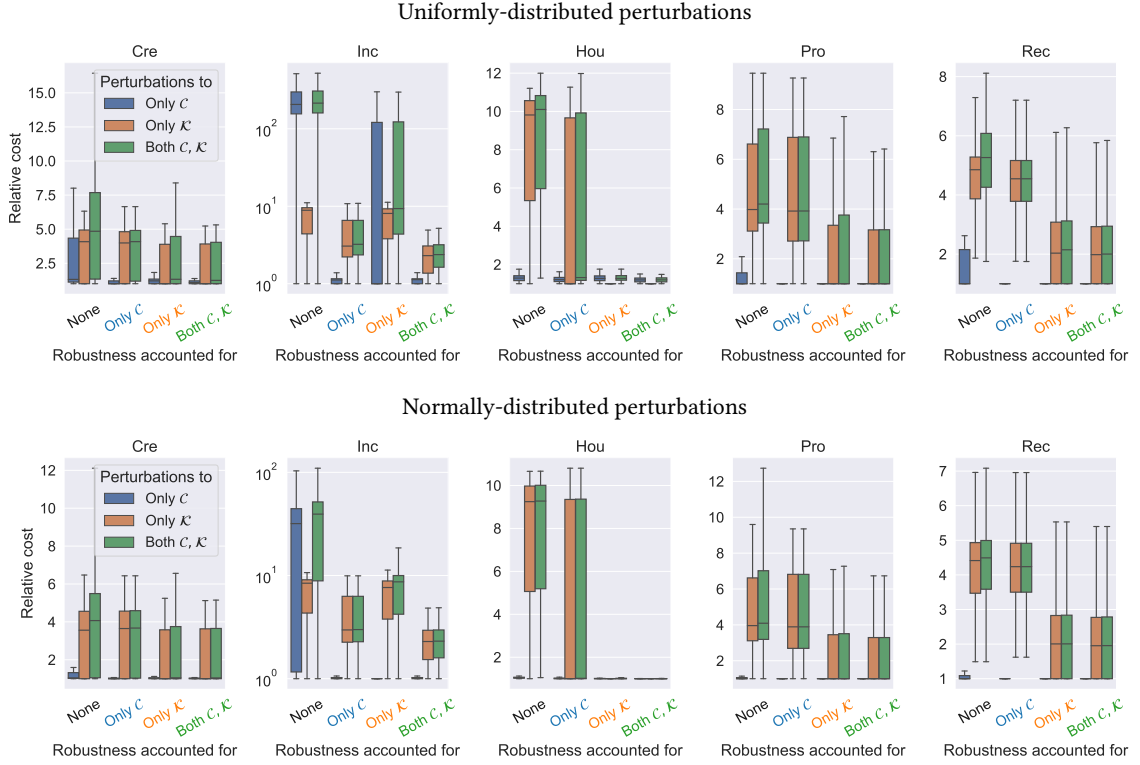 Uniformly-distributed perturbations
Cre Inc Hou Pro Rec
Perturbations to
Only 𝒞
Only 𝒦
Both 𝒞, 𝒦
Relative cost
15.0
12.5
10.0
7.5
5.0
2.5
10²
10¹
10⁰
12
10
8
6
4
2
8
6
4
2
8
6
4
2
None Only 𝒞 Only 𝒦 Both 𝒞, 𝒦 None Only 𝒞 Only 𝒦 Both 𝒞, 𝒦 None Only 𝒞 Only 𝒦 Both 𝒞, 𝒦 None Only 𝒞 Only 𝒦 Both 𝒞, 𝒦 None Only 𝒞 Only 𝒦 Both 𝒞, 𝒦
Robustness accounted for Robustness accounted for Robustness accounted for Robustness accounted for Robustness accounted for
Normally-distributed perturbations
Cre Inc Hou Pro Rec
Perturbations to
Only 𝒞
Only 𝒦
Both 𝒞, 𝒦
Relative cost
12
10
8
6
4
2
10²
10¹
10⁰
10
8
6
4
2
12
10
8
6
4
2
7
6
5
4
3
2
1
None Only 𝒞 Only 𝒦 Both 𝒞, 𝒦 None Only 𝒞 Only 𝒦 Both 𝒞, 𝒦 None Only 𝒞 Only 𝒦 Both 𝒞, 𝒦 None Only 𝒞 Only 𝒦 Both 𝒞, 𝒦 None Only 𝒞 Only 𝒦 Both 𝒞, 𝒦
Robustness accounted for Robustness accounted for Robustness accounted for Robustness accounted for Robustness accounted for